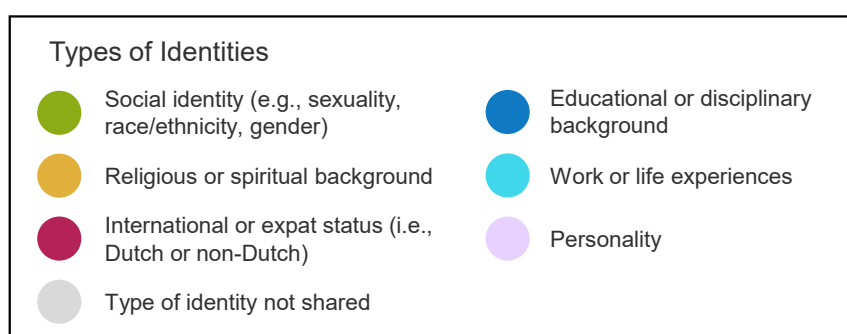 Types of Identities
Social identity (e.g., sexuality,
race/ethnicity, gender)
Religious or spiritual background
International or expat status (i.e.,
Dutch or non-Dutch)
Type of identity not shared
Educational or disciplinary
background
Work or life experiences
Personality